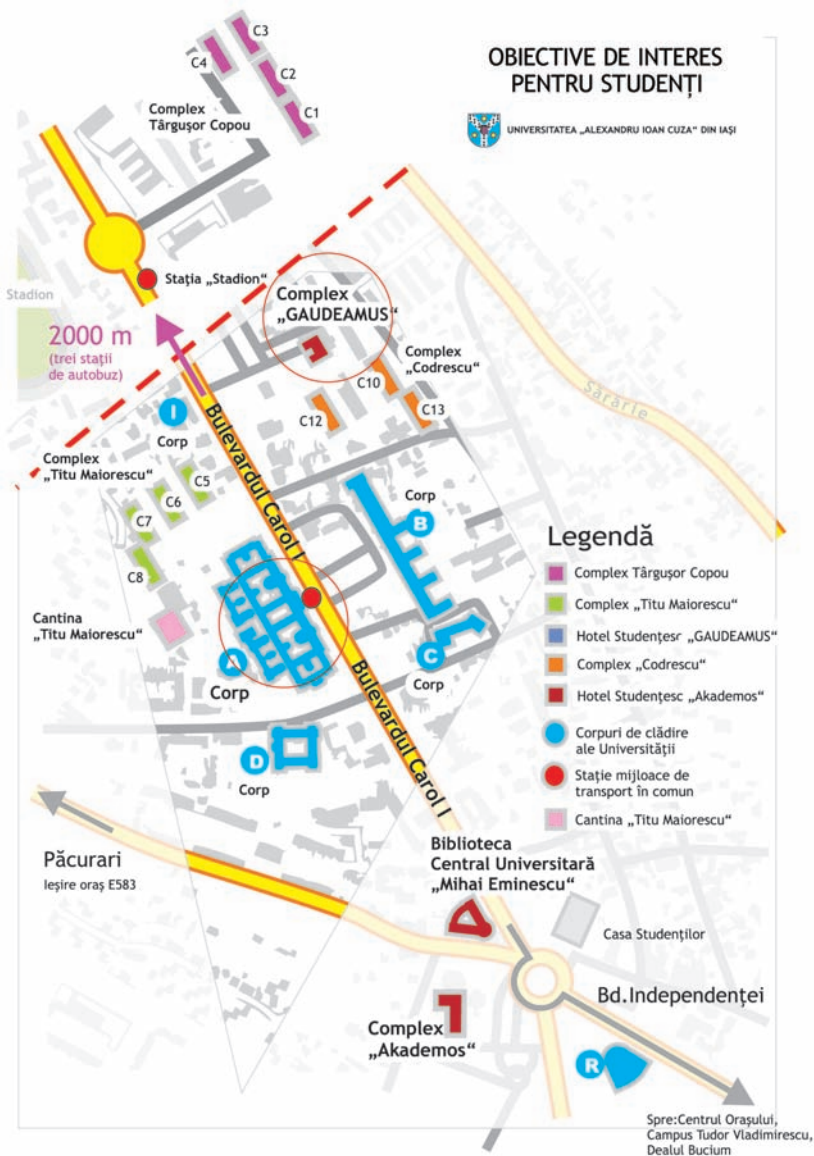 OBIECTIVE DE INTERES
PENTRU STUDENȚI
UNIVERSITATEA „ALEXANDRU IOAN CUZA“ DIN IAȘI
C3
C4
C2
C1
Complex
Târgușor Copou
Stația „Stadion“
Stadion
Complex
„GAUDEAMUS“
2000 m
(trei stații
de autobuz)
Complex
„Codrescu“
C10
C13
C12
Sărărie
I
Corp
Bulevardul Carol I
Complex
„Titu Maiorescu“
C5
C6
C7
C8
Corp
B
Cantina
„Titu Maiorescu“
A
Corp
C
Corp
Bulevardul Carol I
D
Corp
Legendă
Complex Târgușor Copou
Complex „Titu Maiorescu“
Hotel Studențesr „GAUDEAMUS“
Complex „Codrescu“
Hotel Studențesc „Akademos“
Corpuri de clădire
ale Universității
Stație mijloace de
transport în comun
Cantina „Titu Maiorescu“
Păcurari
Ieșire oraș E583
Biblioteca
Central Universitară
„Mihai Eminescu“
Casa Studenților
Bd.Independenței
Complex
„Akademos“
R
Spre:Centrul Orașului,
Campus Tudor Vladimirescu,
Dealul Bucium